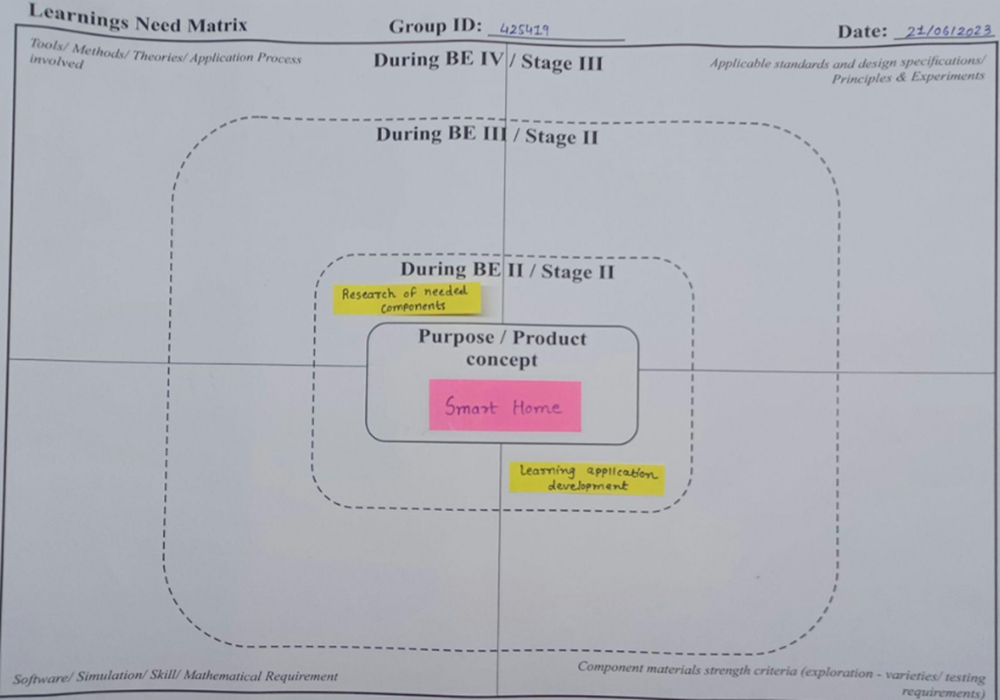 Learnings Need Matrix
Group ID: 425419
Date: 21/06/2023
Tools/ Methods/ Theories/ Application Process
involved
During BE IV / Stage III
Applicable standards and design specifications/
Principles & Experiments
During BE III / Stage II
During BE II / Stage II
Research of needed
components
Purpose / Product
concept
Smart Home
Learning application
development
Software/ Simulation/ Skill/ Mathematical Requirement
Component materials strength criteria (exploration - varieties/ testing
requirements)